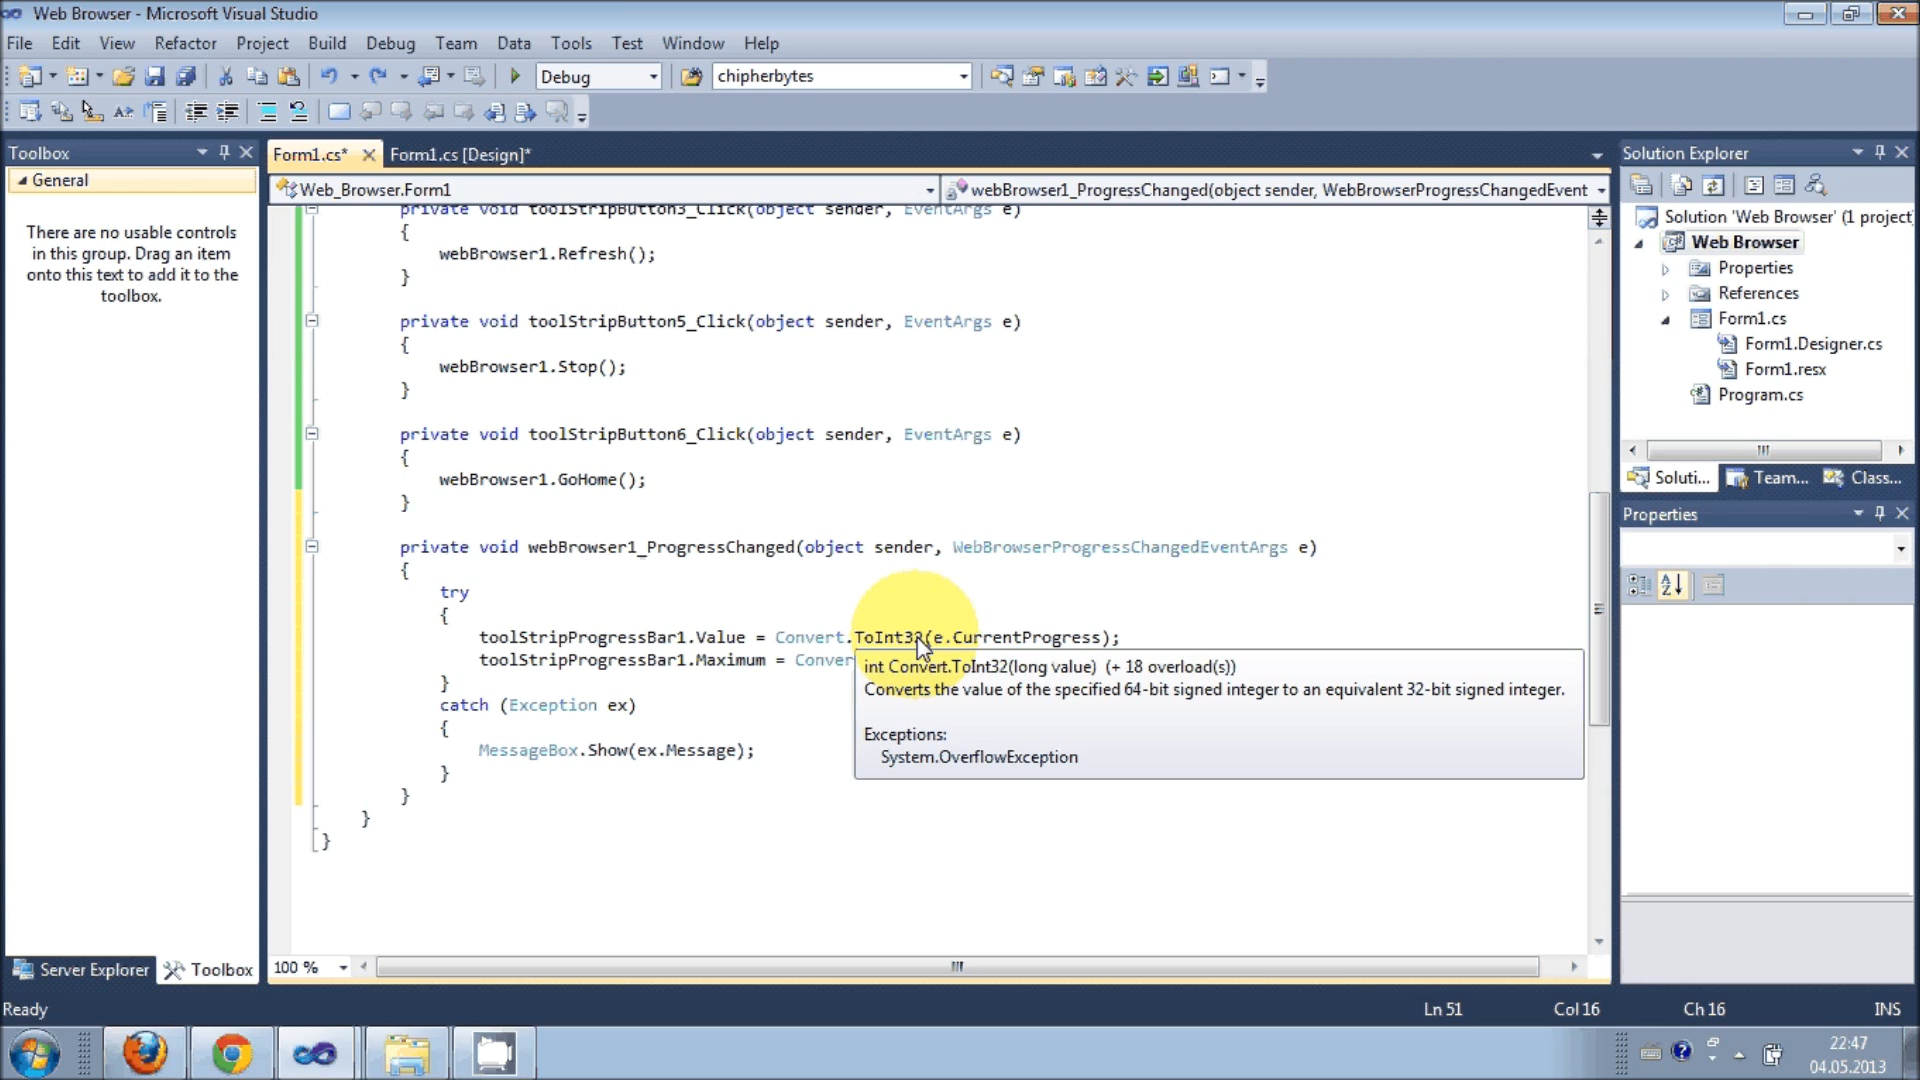 Web Browser - Microsoft Visual Studio
File Edit View Refactor Project Build Debug Team Data Tools Test Window Help
Debug chipherbytes
Toolbox
General
There are no usable controls
in this group. Drag an item
onto this text to add it to the
toolbox.
Server Explorer Toolbox
Form1.cs* Form1.cs [Design]*
Web_Browser.Form1 webBrowser1_ProgressChanged(object sender, WebBrowserProgressChangedEvent
private void toolStripButton3_Click(object sender, EventArgs e)
{
webBrowser1.Refresh();
}
private void toolStripButton5_Click(object sender, EventArgs e)
{
webBrowser1.Stop();
}
private void toolStripButton6_Click(object sender, EventArgs e)
{
webBrowser1.GoHome();
}
private void webBrowser1_ProgressChanged(object sender, WebBrowserProgressChangedEventArgs e)
{
try
{
toolStripProgressBar1.Value = Convert.ToInt32(e.CurrentProgress);
toolStripProgressBar1.Maximum = Conver
}
catch (Exception ex)
{
MessageBox.Show(ex.Message);
}
}
}
}
int Convert.ToInt32(long value) (+ 18 overload(s))
Converts the value of the specified 64-bit signed integer to an equivalent 32-bit signed integer.
Exceptions:
System.OverflowException
100 %
Solution Explorer
Solution 'Web Browser' (1 project
Web Browser
Properties
References
Form1.cs
Form1.Designer.cs
Form1.resx
Program.cs
Soluti... Team... Class...
Properties
Ready Ln 51 Col 16 Ch 16 INS
22:47
04.05.2013